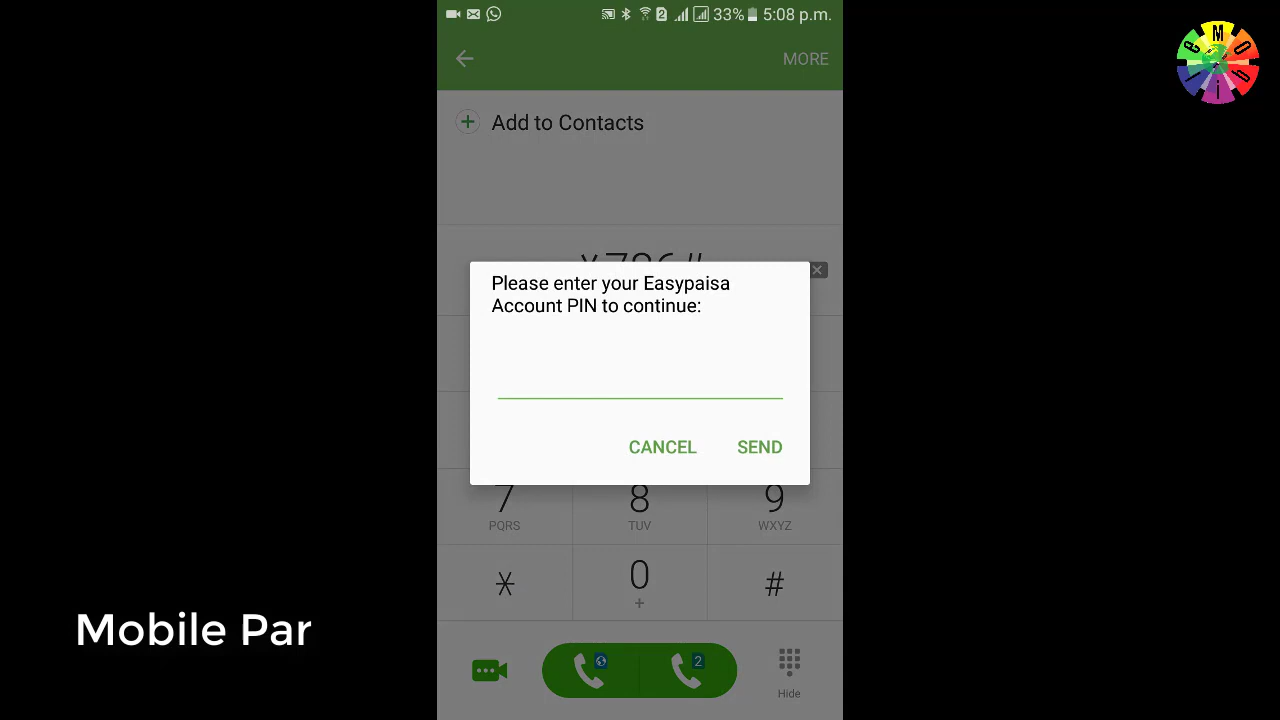 33% 5:08 p.m.
MORE
Add to Contacts
Please enter your Easypaisa
Account PIN to continue:
CANCEL SEND
7 8 9
PQRS TUV WXYZ
* 0 #
+
2
Hide
Mobile Par